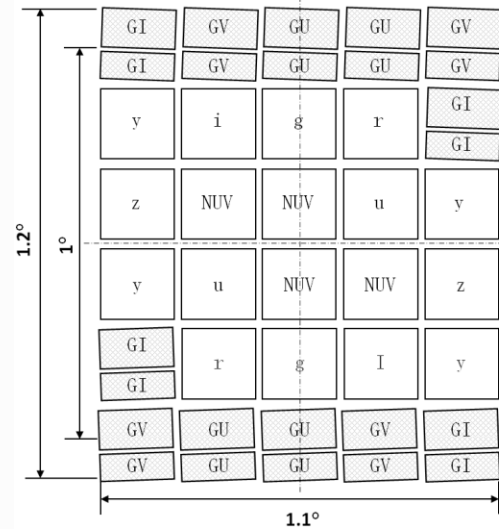 GI GV GU GU GV
GI GV GU GU GV
y i g r GI
GI
z NUV NUV u y
y u NUV NUV z
GI r g I y
GI
GV GU GU GV GI
GV GU GU GV GI
1.2°
1°
1.1°